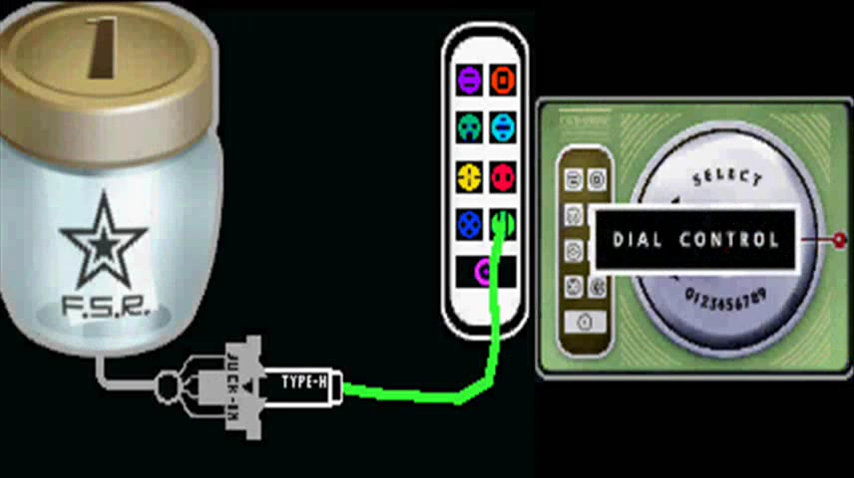 1
F.S.R.
JUCK-IN
TYPE-H
SELECT
DIAL CONTROL
0123456789